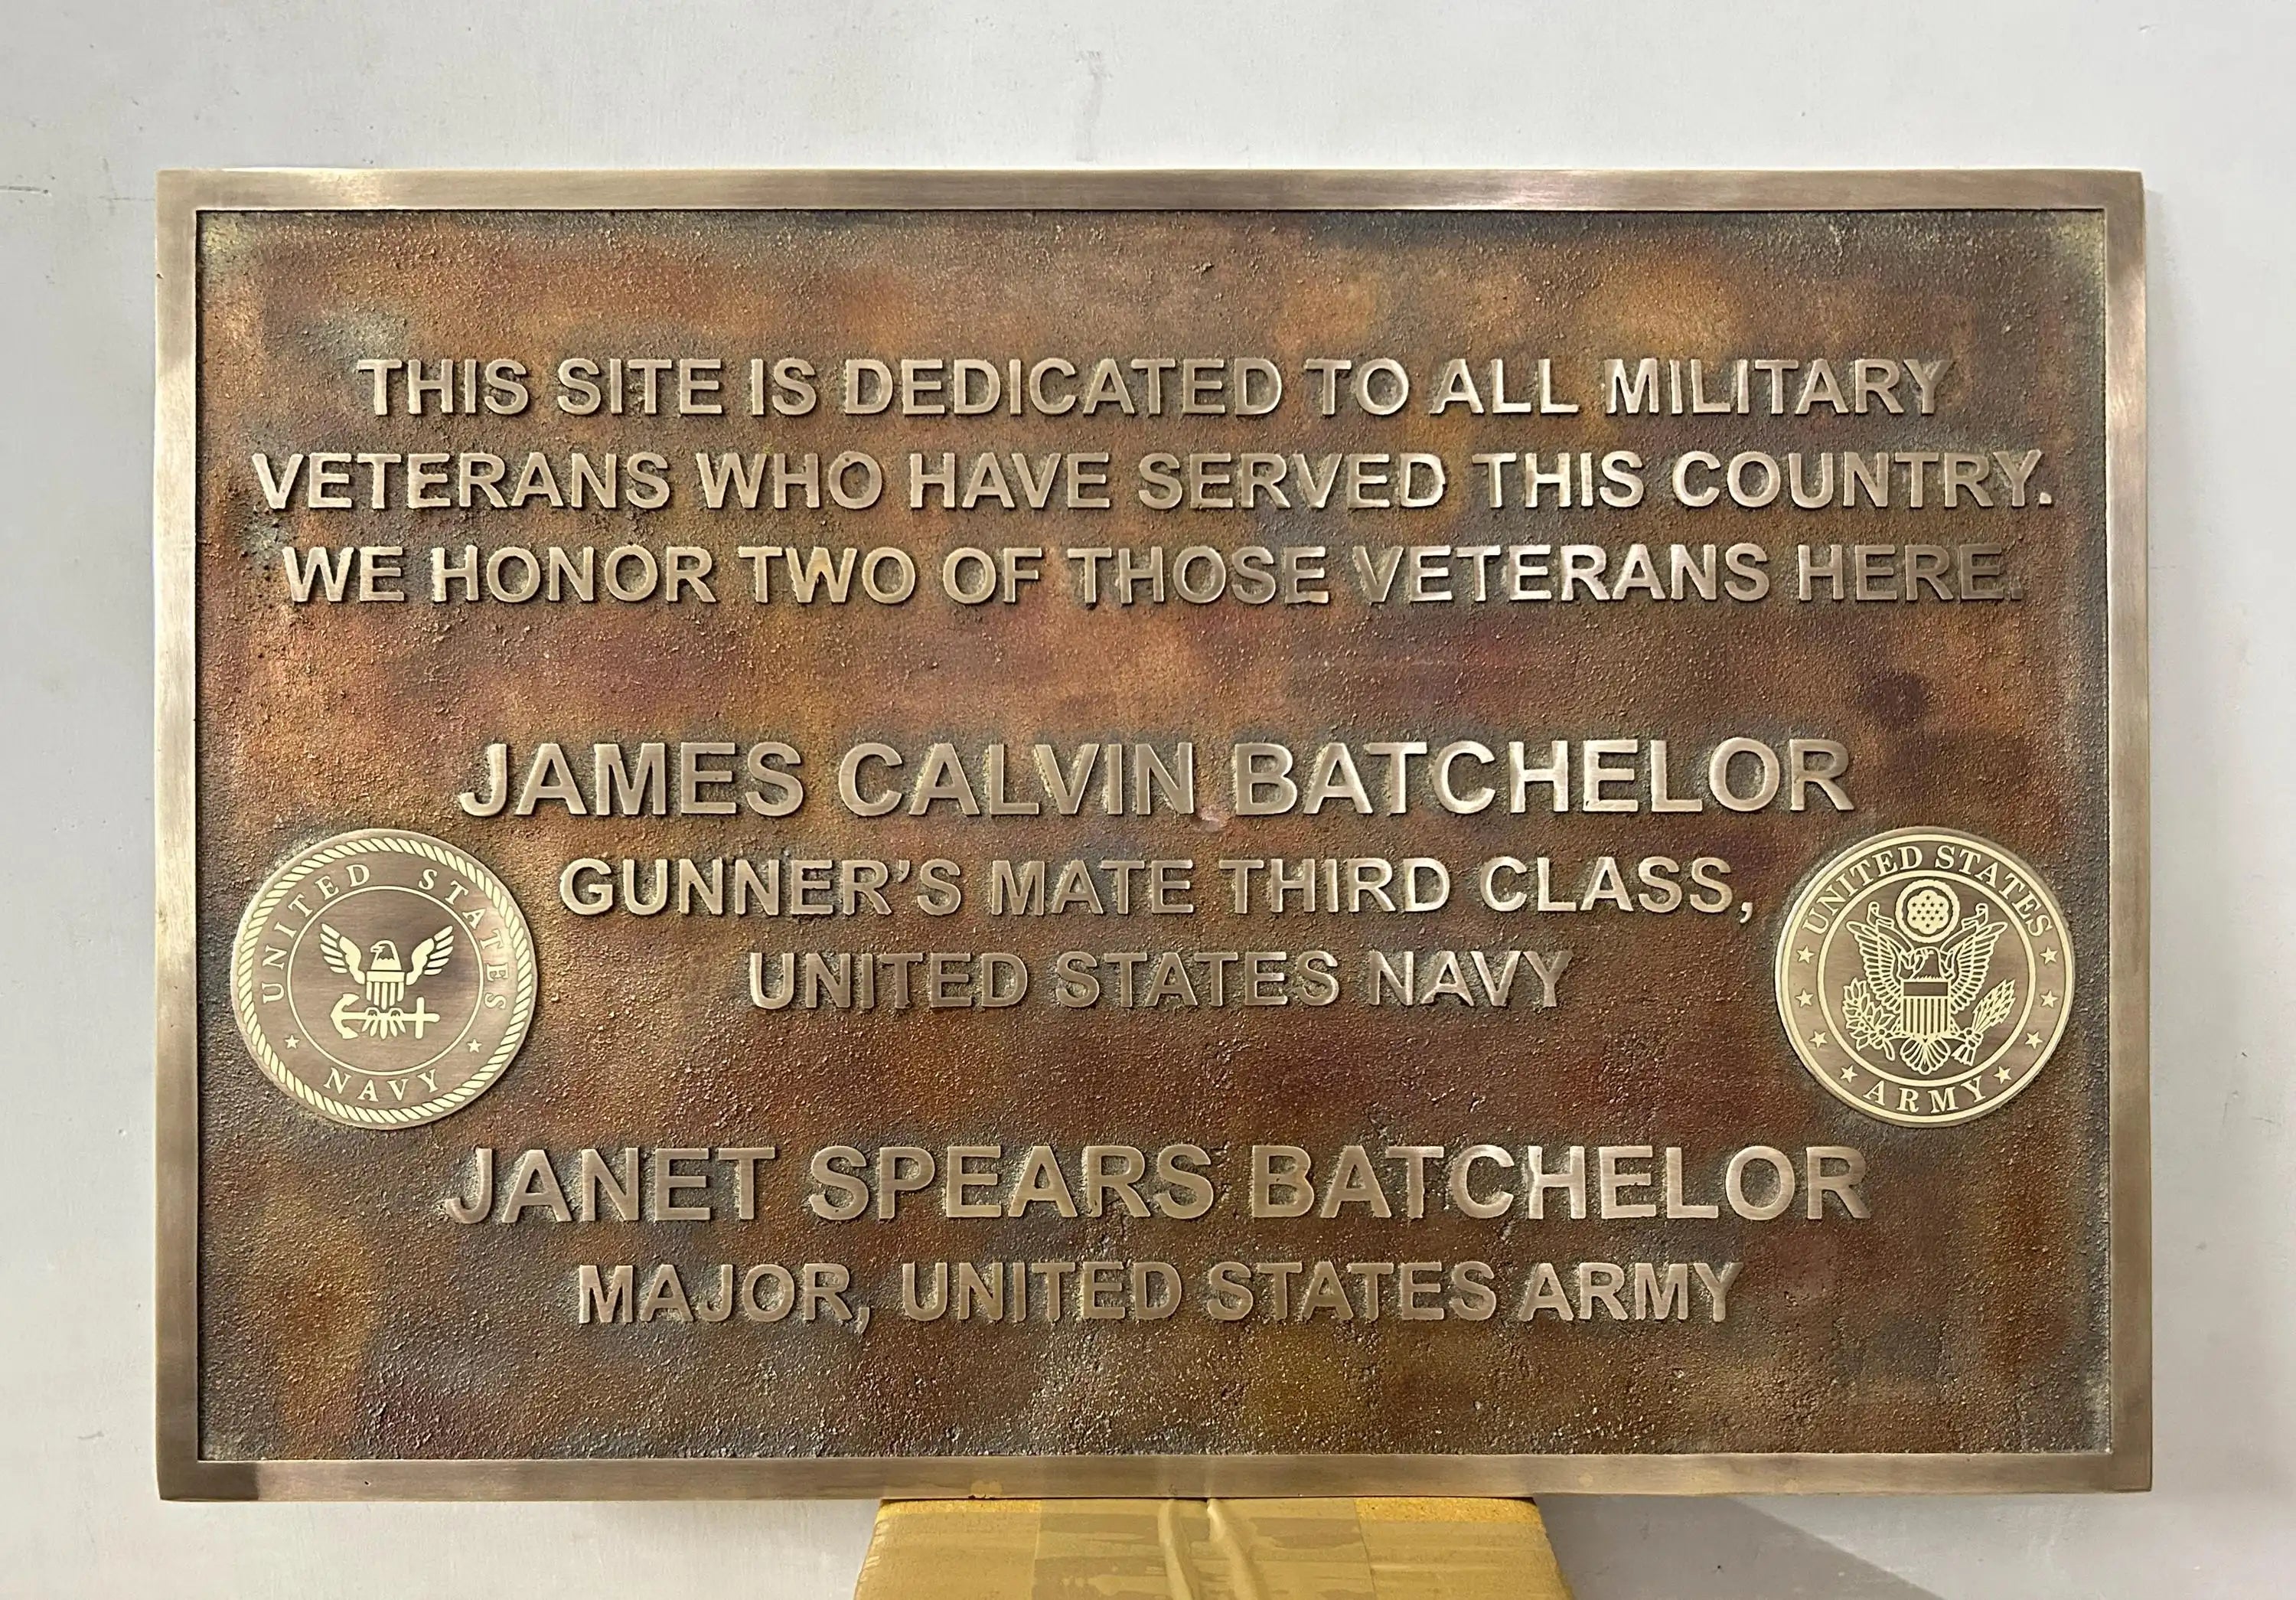 THIS SITE IS DEDICATED TO ALL MILITARY
VETERANS WHO HAVE SERVED THIS COUNTRY.
WE HONOR TWO OF THOSE VETERANS HERE.
JAMES CALVIN BATCHELOR
GUNNER'S MATE THIRD CLASS,
UNITED STATES NAVY
UNITED STATES
NAVY
UNITED STATES
ARMY
JANET SPEARS BATCHELOR
MAJOR, UNITED STATES ARMY